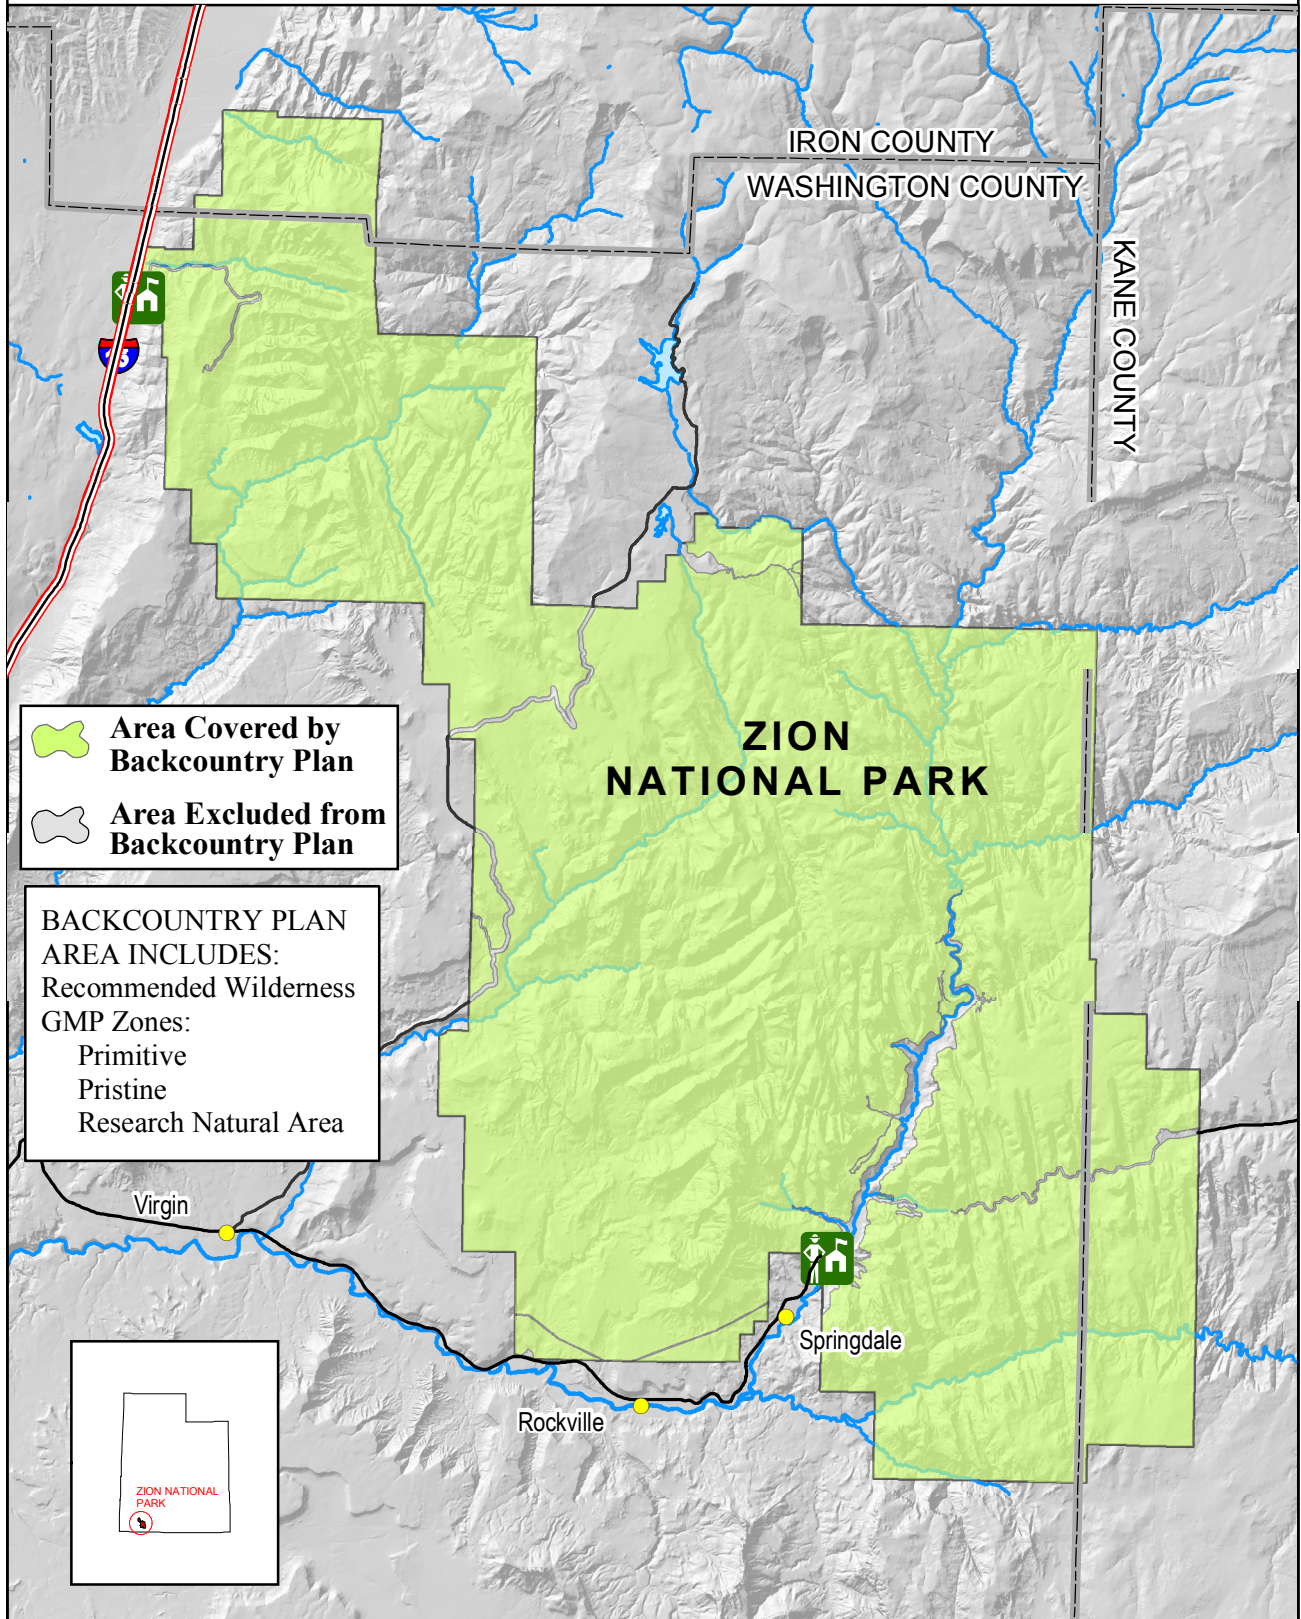 IRON COUNTY
WASHINGTON COUNTY
KANE COUNTY
15
ZION
NATIONAL PARK
Area Covered by
Backcountry Plan
Area Excluded from
Backcountry Plan
BACKCOUNTRY PLAN
AREA INCLUDES:
Recommended Wilderness
GMP Zones:
Primitive
Pristine
Research Natural Area
Virgin
Springdale
Rockville
ZION NATIONAL
PARK